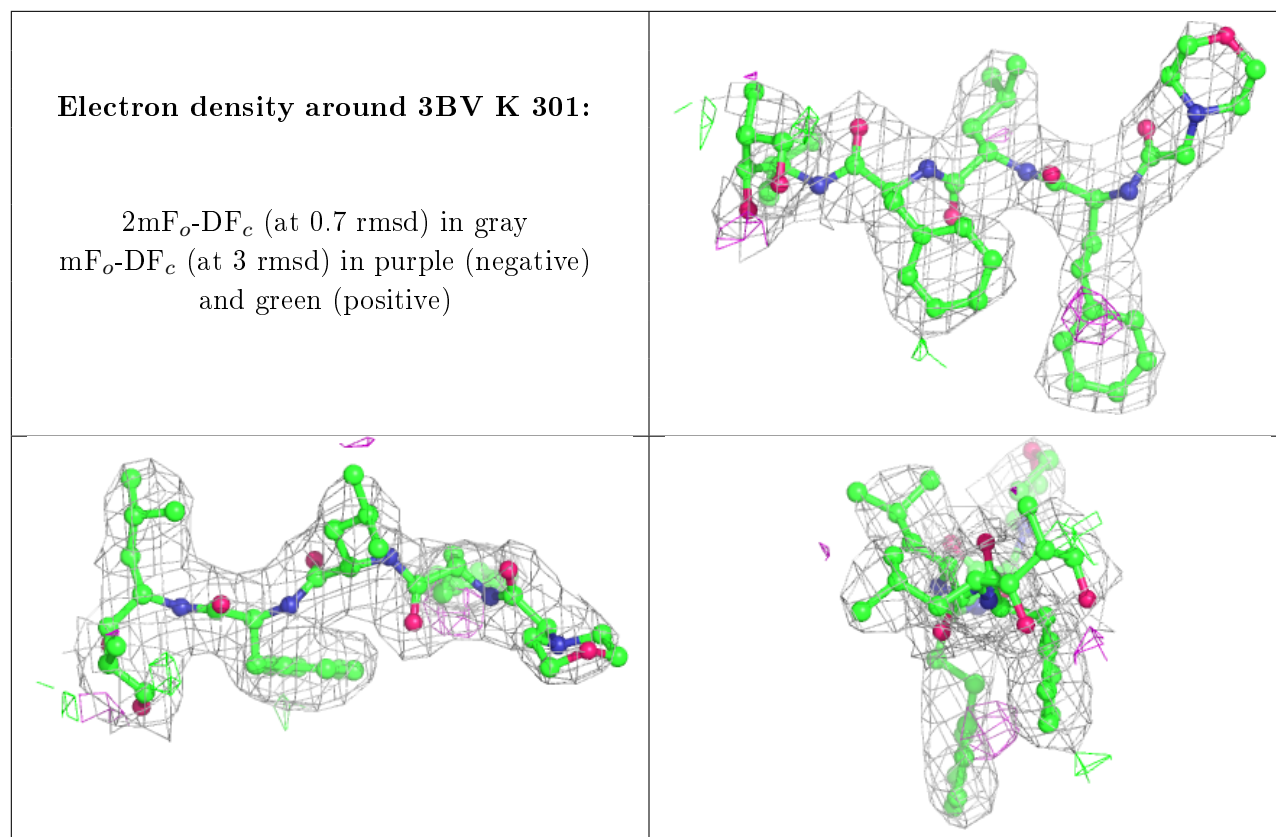 Electron density around 3BV K 301:
2mFₒ-DF𝒸 (at 0.7 rmsd) in gray
mFₒ-DF𝒸 (at 3 rmsd) in purple (negative)
and green (positive)